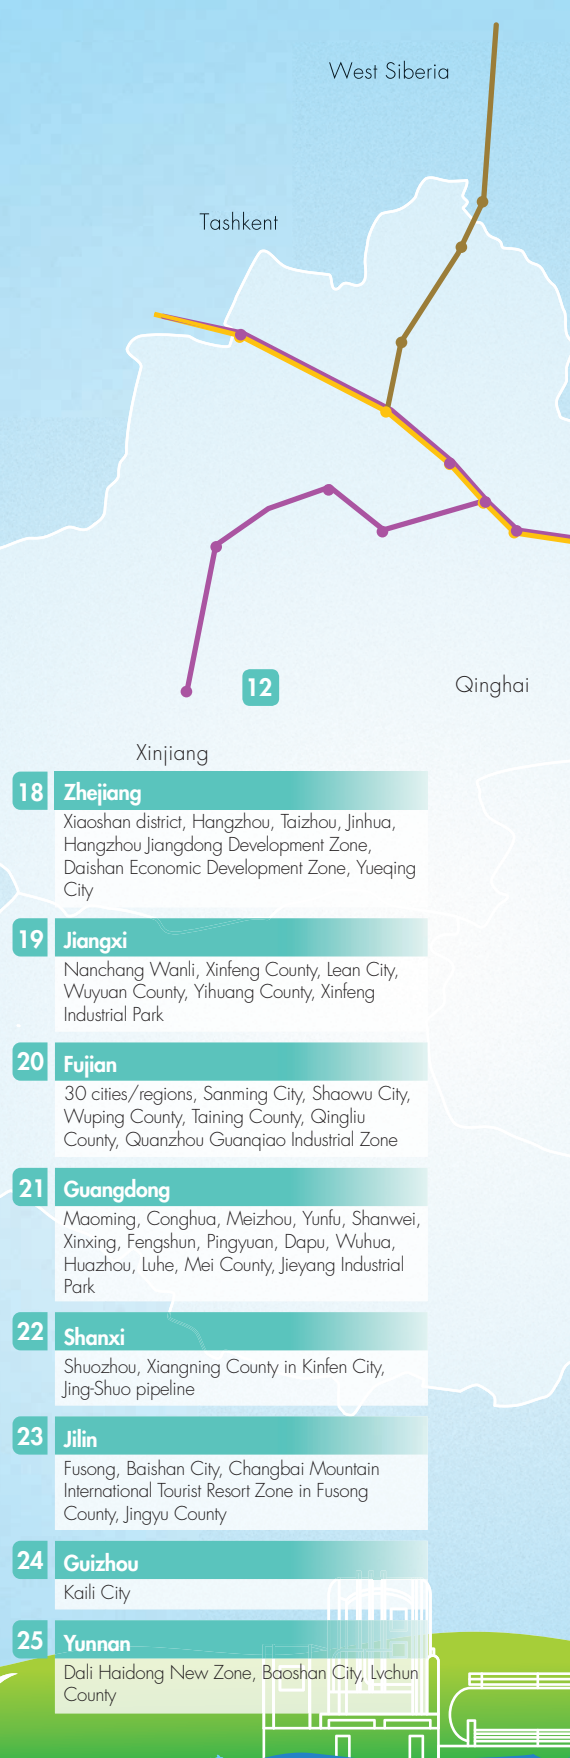 West Siberia
Tashkent
12
Qinghai
Xinjiang
18 Zhejiang
Xiaoshan district, Hangzhou, Taizhou, Jinhua,
Hangzhou Jiangdong Development Zone,
Daishan Economic Development Zone, Yueqing
City
19 Jiangxi
Nanchang Wanli, Xinfeng County, Lean City,
Wuyuan County, Yihuang County, Xinfeng
Industrial Park
20 Fujian
30 cities/regions, Sanming City, Shaowu City,
Wuping County, Taining County, Qingliu
County, Quanzhou Guanqiao Industrial Zone
21 Guangdong
Maoming, Conghua, Meizhou, Yunfu, Shanwei,
Xinxing, Fengshun, Pingyuan, Dapu, Wuhua,
Huazhou, Luhe, Mei County, Jieyang Industrial
Park
22 Shanxi
Shuozhou, Xiangning County in Kinfen City,
Jing-Shuo pipeline
23 Jilin
Fusong, Baishan City, Changbai Mountain
International Tourist Resort Zone in Fusong
County, Jingyu County
24 Guizhou
Kaili City
25 Yunnan
Dali Haidong New Zone, Baoshan City, Lvchun
County